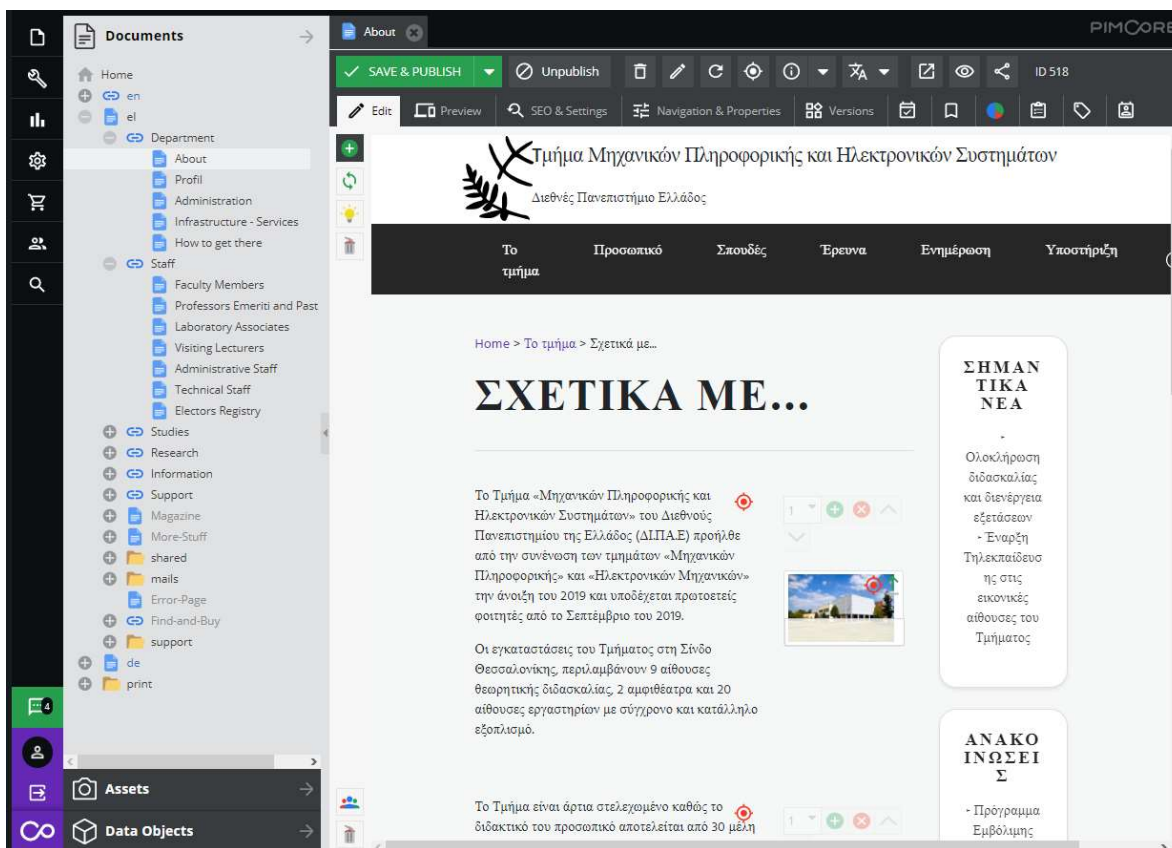 Documents
Home
en
el
Department
About
Profil
Administration
Infrastructure - Services
How to get there
Staff
Faculty Members
Professors Emeriti and Past
Laboratory Associates
Visiting Lecturers
Administrative Staff
Technical Staff
Electors Registry
Studies
Research
Information
Support
Magazine
More-Stuff
shared
mails
Error-Page
Find-and-Buy
support
de
print
4
Assets
Data Objects
About
PIMCORE
SAVE & PUBLISH
Unpublish
ID 518
Edit
Preview
SEO & Settings
Navigation & Properties
Versions
Τμήμα Μηχανικών Πληροφορικής και Ηλεκτρονικών Συστημάτων
Διεθνές Πανεπιστήμιο Ελλάδος
Το τμήμα
Προσωπικό
Σπουδές
Έρευνα
Ενημέρωση
Υποστήριξη
Home > Το τμήμα > Σχετικά με...
ΣΧΕΤΙΚΑ ΜΕ...
Το Τμήμα «Μηχανικών Πληροφορικής και
Ηλεκτρονικών Συστημάτων» του Διεθνούς
Πανεπιστημίου της Ελλάδος (ΔΙ.ΠΑ.Ε) προήλθε
από την συνένωση των τμημάτων «Μηχανικών
Πληροφορικής» και «Ηλεκτρονικών Μηχανικών»
την άνοιξη του 2019 και υποδέχεται πρωτοετείς
φοιτητές από το Σεπτέμβριο του 2019.
1
Οι εγκαταστάσεις του Τμήματος στη Σίνδο
Θεσσαλονίκης, περιλαμβάνουν 9 αίθουσες
θεωρητικής διδασκαλίας, 2 αμφιθέατρα και 20
αίθουσες εργαστηρίων με σύγχρονο και κατάλληλο
εξοπλισμό.
Το Τμήμα είναι άρτια στελεχωμένο καθώς το
διδακτικό του προσωπικό αποτελείται από 30 μέλη
1
ΣΗΜΑΝ
ΤΙΚΑ
ΝΕΑ
-
Ολοκλήρωση
διδασκαλίας
και διενέργεια
εξετάσεων
- Έναρξη
Τηλεκπαίδευσ
ης στις
εικονικές
αίθουσες του
Τμήματος
ΑΝΑΚΟ
ΙΝΩΣΕΙ
Σ
- Πρόγραμμα
Εμβόλιμης